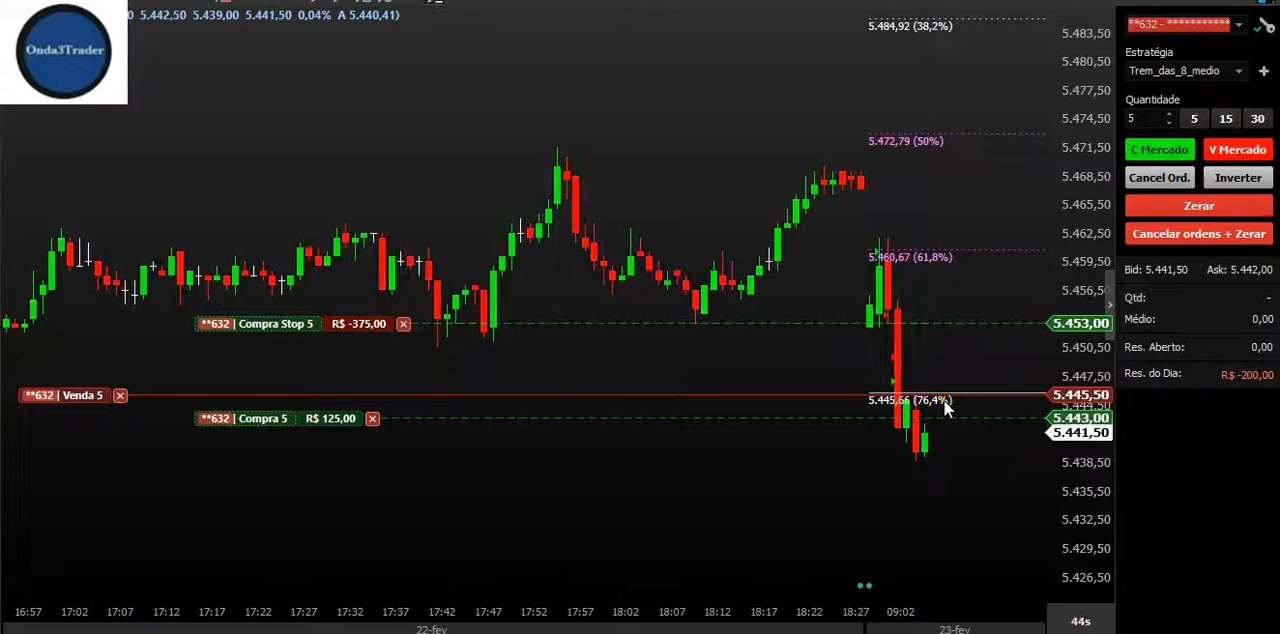 Onda3Trader
5.442,50 5.439,00 5.441,50 0,04% A 5.440,41)
5.484,92 (38,2%)
5.472,79 (50%)
5.460,67 (61,8%)
5.445,66 (76,4%)
**632 | Compra Stop 5 R$ -375,00
**632 | Venda 5
**632 | Compra 5 R$ 125,00
5.483,50
5.480,50
5.477,50
5.474,50
5.471,50
5.468,50
5.465,50
5.462,50
5.459,50
5.456,50
5.453,00
5.450,50
5.447,50
5.445,50
5.444,50
5.443,00
5.441,50
5.438,50
5.435,50
5.432,50
5.429,50
5.426,50
16:57 17:02 17:07 17:12 17:17 17:22 17:27 17:32 17:37 17:42 17:47 17:52 17:57 18:02 18:07 18:12 18:17 18:22 18:27 09:02
44s
22-fev 23-fev
**632 - ***********
Estratégia
Trem_das_8_medio
Quantidade
5 5 15 30
C Mercado V Mercado
Cancel Ord. Inverter
Zerar
Cancelar ordens + Zerar
Bid: 5.441,50 Ask: 5.442,00
Qtd: -
Médio: 0,00
Res. Aberto: 0,00
Res. do Dia: R$ -200,00